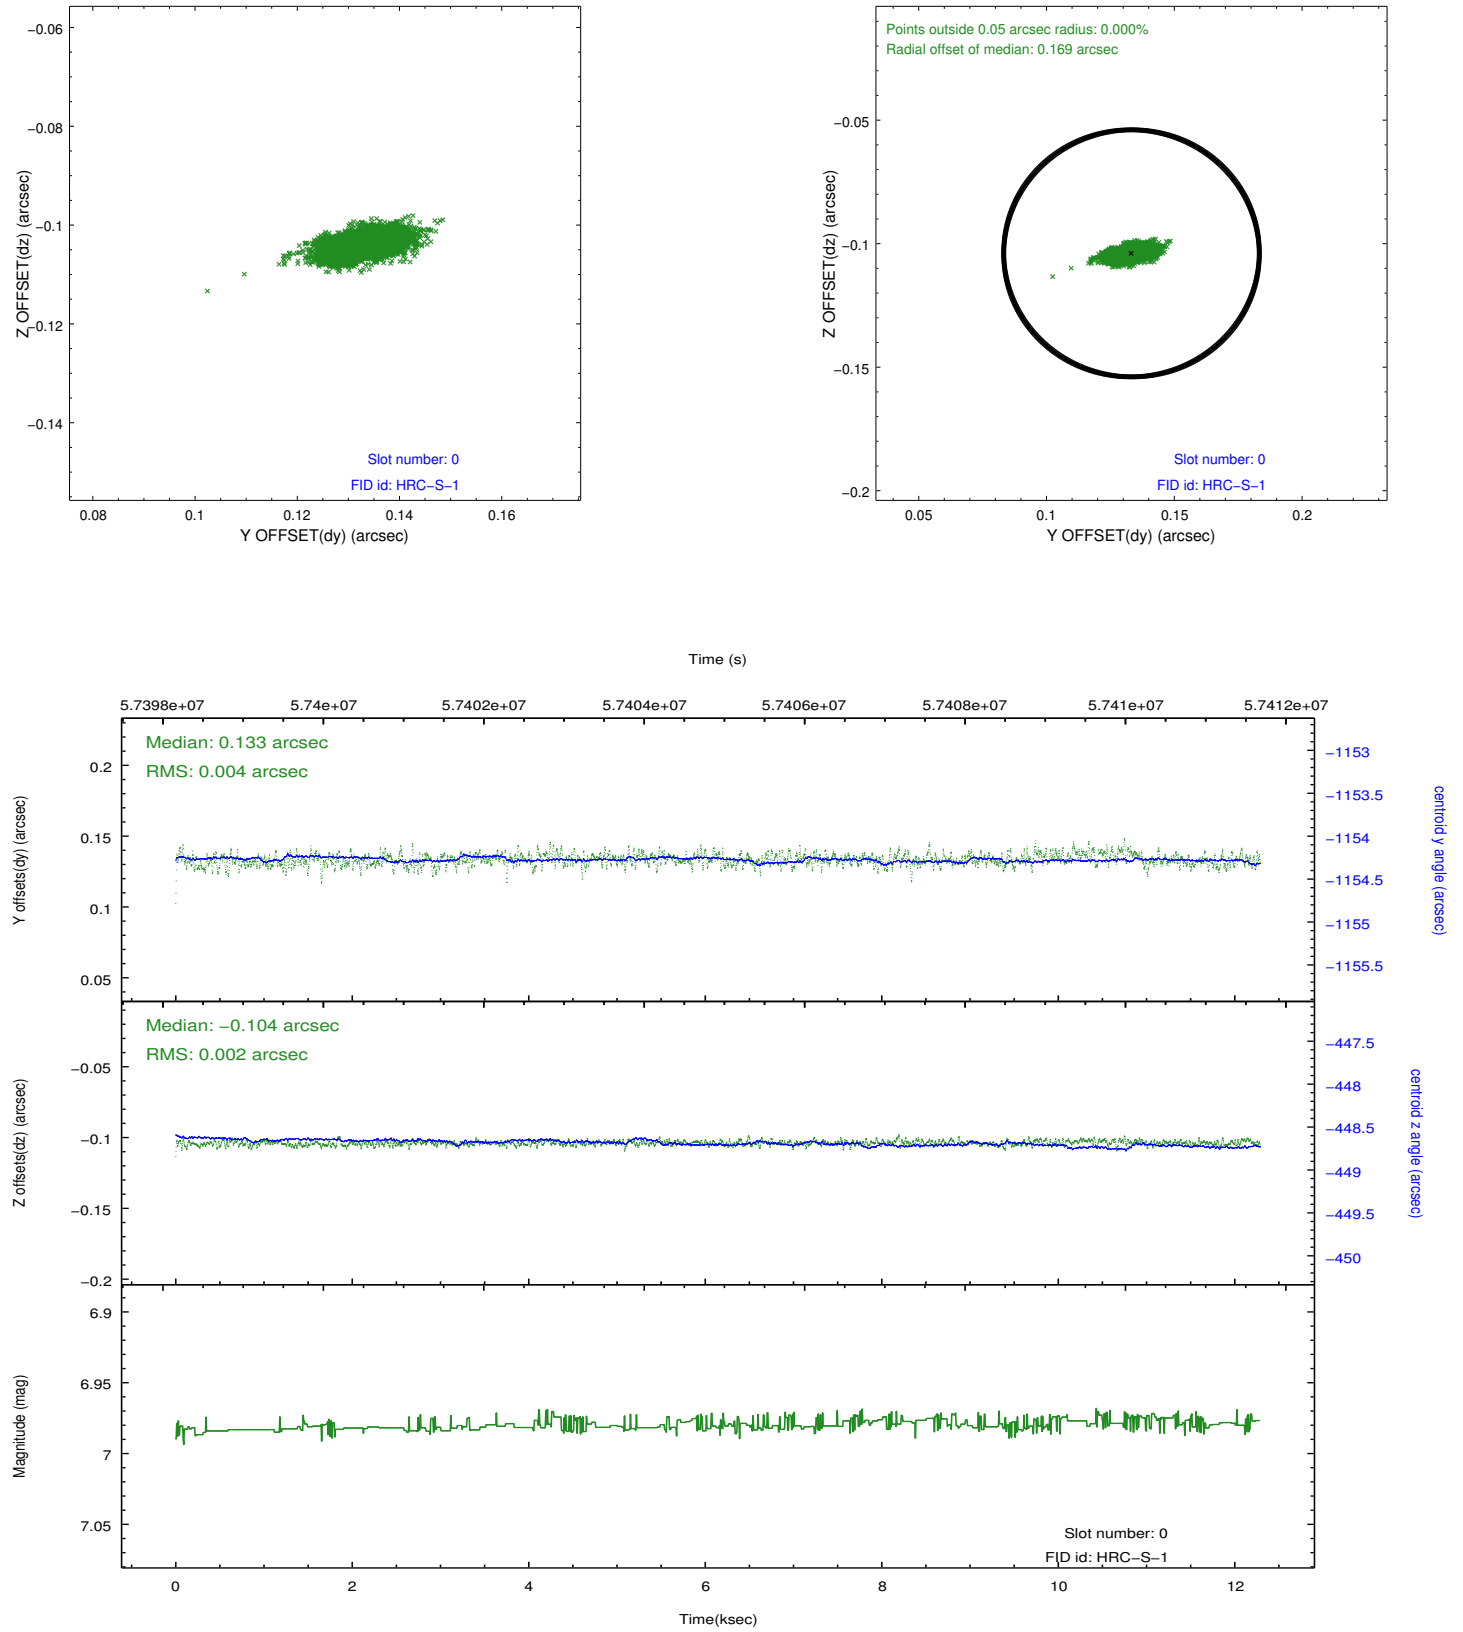 −0.06
−0.08
−0.1
−0.12
−0.14
Z OFFSET(dz) (arcsec)
Slot number: 0
FID id: HRC−S−1
0.08 0.1 0.12 0.14 0.16
Y OFFSET(dy) (arcsec)
Points outside 0.05 arcsec radius: 0.000%
Radial offset of median: 0.169 arcsec
−0.05
−0.1
−0.15
−0.2
Z OFFSET(dz) (arcsec)
Slot number: 0
FID id: HRC−S−1
0.05 0.1 0.15 0.2
Y OFFSET(dy) (arcsec)
Time (s)
5.7398e+07 5.74e+07 5.7402e+07 5.7404e+07 5.7406e+07 5.7408e+07 5.741e+07 5.7412e+07
Median: 0.133 arcsec
RMS: 0.004 arcsec
0.2
0.15
0.1
0.05
Y offsets(dy) (arcsec)
−1153
−1153.5
−1154
−1154.5
−1155
−1155.5
centroid y angle (arcsec)
Median: −0.104 arcsec
RMS: 0.002 arcsec
−0.05
−0.1
−0.15
−0.2
Z offsets(dz) (arcsec)
−447.5
−448
−448.5
−449
−449.5
−450
centroid z angle (arcsec)
6.9
6.95
7
7.05
Magnitude (mag)
Slot number: 0
FID id: HRC−S−1
0 2 4 6 8 10 12
Time(ksec)